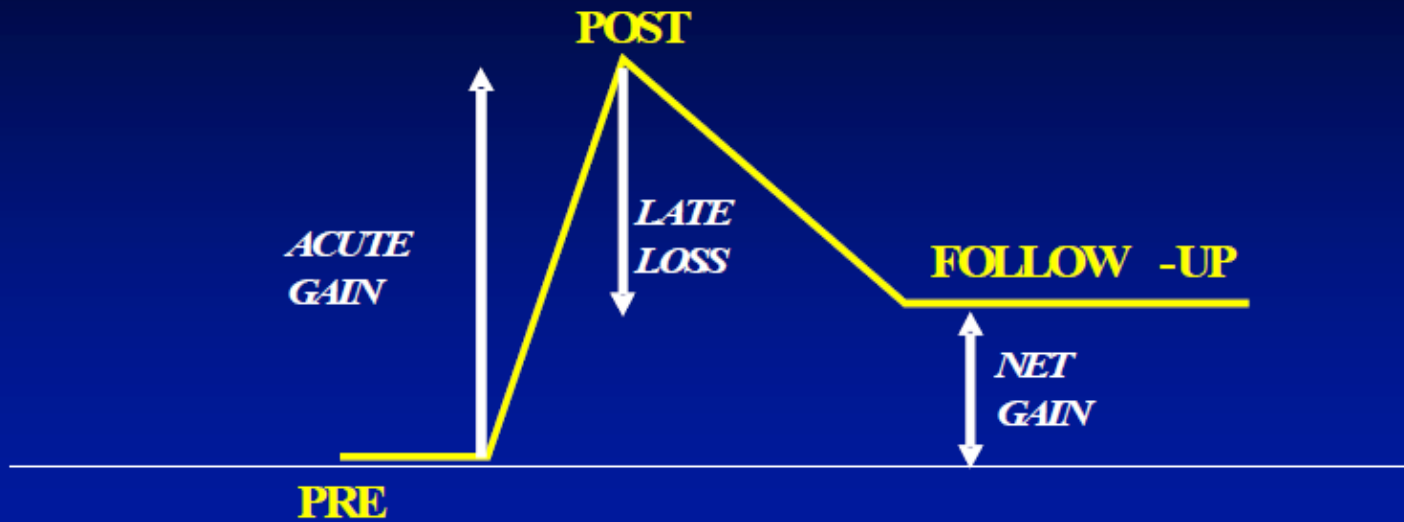 POST
ACUTE
GAIN
LATE
LOSS
FOLLOW -UP
NET
GAIN
PRE